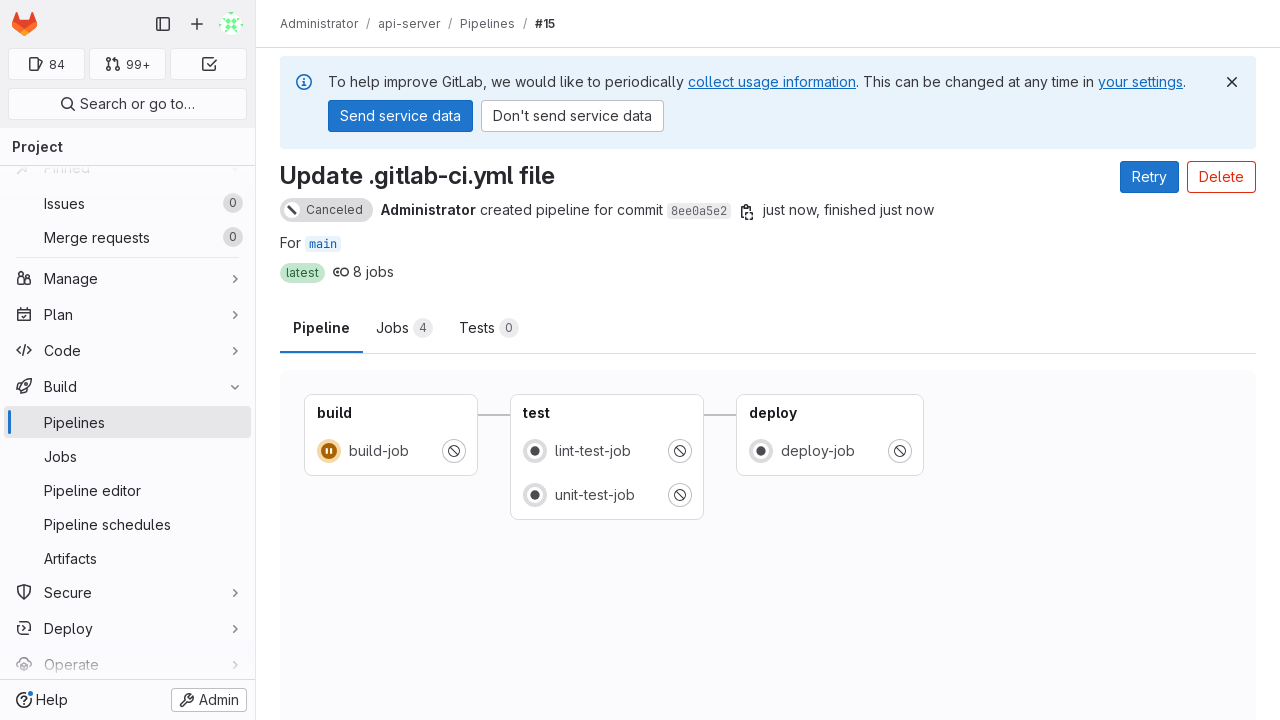 Administrator / api-server / Pipelines / #15
84
99+
Search or go to…
Project
Pinned
Issues 0
Merge requests 0
Manage
Plan
Code
Build
Pipelines
Jobs
Pipeline editor
Pipeline schedules
Artifacts
Secure
Deploy
Operate
Help
Admin
To help improve GitLab, we would like to periodically collect usage information. This can be changed at any time in your settings.
Send service data
Don't send service data
Update .gitlab-ci.yml file
Retry
Delete
Canceled Administrator created pipeline for commit 8ee0a5e2 just now, finished just now
For main
latest 8 jobs
Pipeline
Jobs 4
Tests 0
build
build-job
test
lint-test-job
unit-test-job
deploy
deploy-job